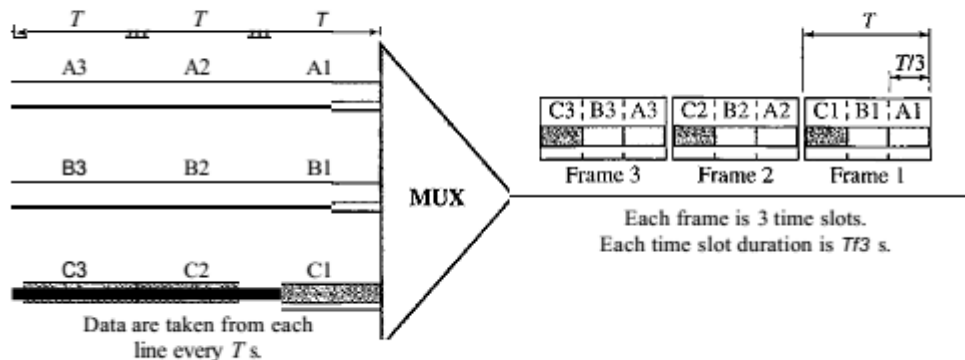 T T T
A3 A2 A1
B3 B2 B1
C3 C2 C1
Data are taken from each
line every T s.
MUX
T
T/3
C3 B3 A3 C2 B2 A2 C1 B1 A1
Frame 3 Frame 2 Frame 1
Each frame is 3 time slots.
Each time slot duration is Tf3 s.